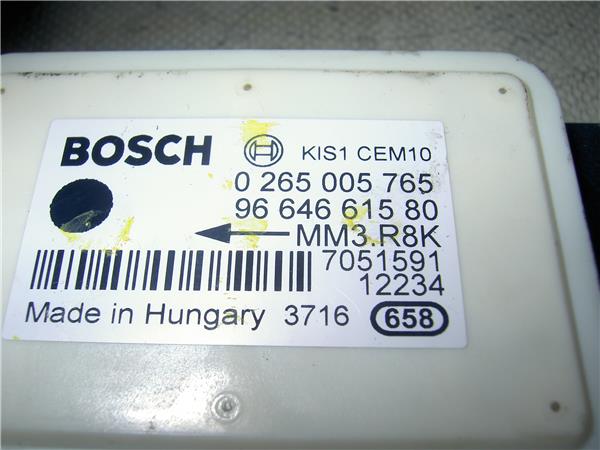 BOSCH KIS1 CEM10
0 265 005 765
96 646 615 80
MM3.R8K
7051591
12234
Made in Hungary 3716 658